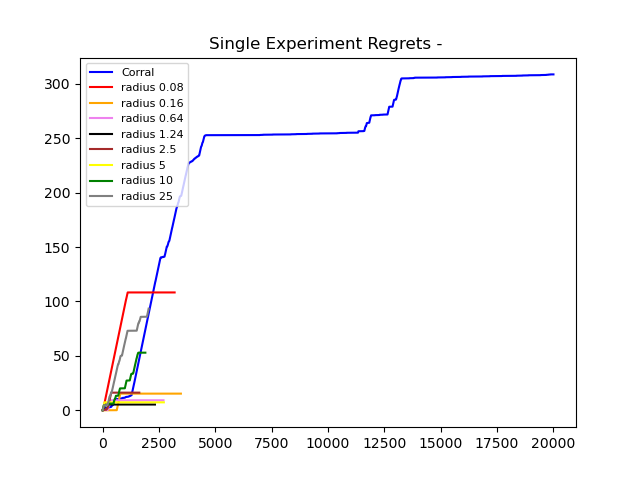 Single Experiment Regrets -
Corral
radius 0.08
radius 0.16
radius 0.64
radius 1.24
radius 2.5
radius 5
radius 10
radius 25
300
250
200
150
100
50
0
0 2500 5000 7500 10000 12500 15000 17500 20000